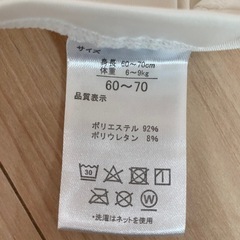 サイズ
身長 60〜70cm
体重 6〜9kg
60〜70
品質表示
ポリエステル 92%
ポリウレタン 8%
30
*洗濯はネットを使用